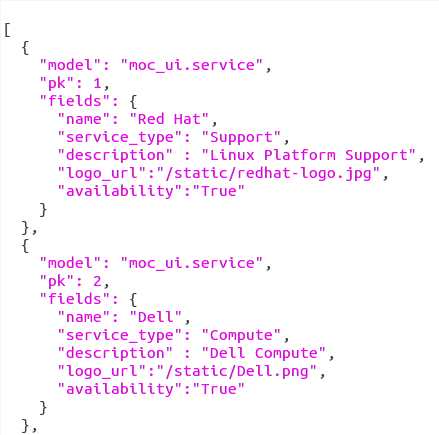 [
  {
    "model": "moc_ui.service",
    "pk": 1,
    "fields": {
      "name": "Red Hat",
      "service_type": "Support",
      "description" : "Linux Platform Support",
      "logo_url":"/static/redhat-logo.jpg",
      "availability":"True"
    }
  },
  {
    "model": "moc_ui.service",
    "pk": 2,
    "fields": {
      "name": "Dell",
      "service_type": "Compute",
      "description" : "Dell Compute",
      "logo_url":"/static/Dell.png",
      "availability":"True"
    }
  },